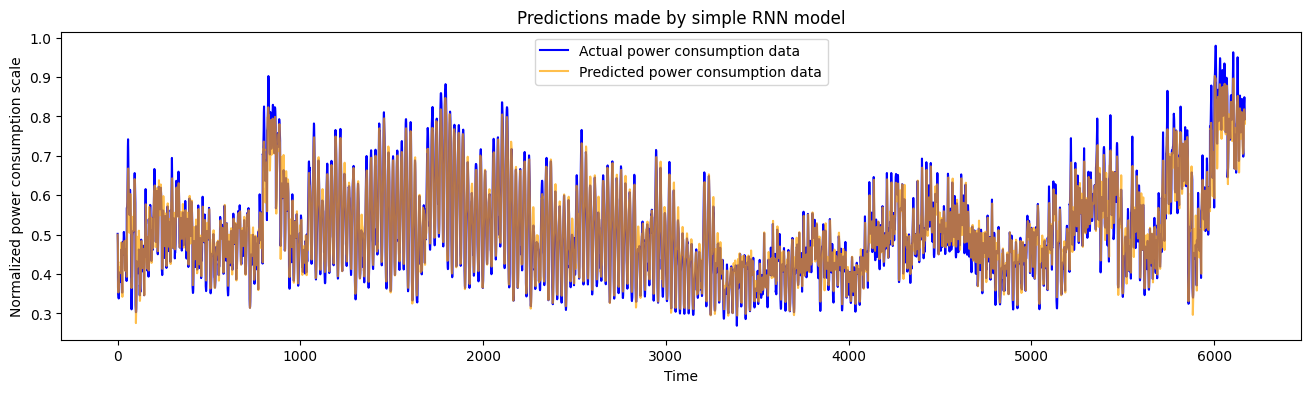 Predictions made by simple RNN model
Actual power consumption data
Predicted power consumption data
Normalized power consumption scale
1.0
0.9
0.8
0.7
0.6
0.5
0.4
0.3
0 1000 2000 3000 4000 5000 6000
Time